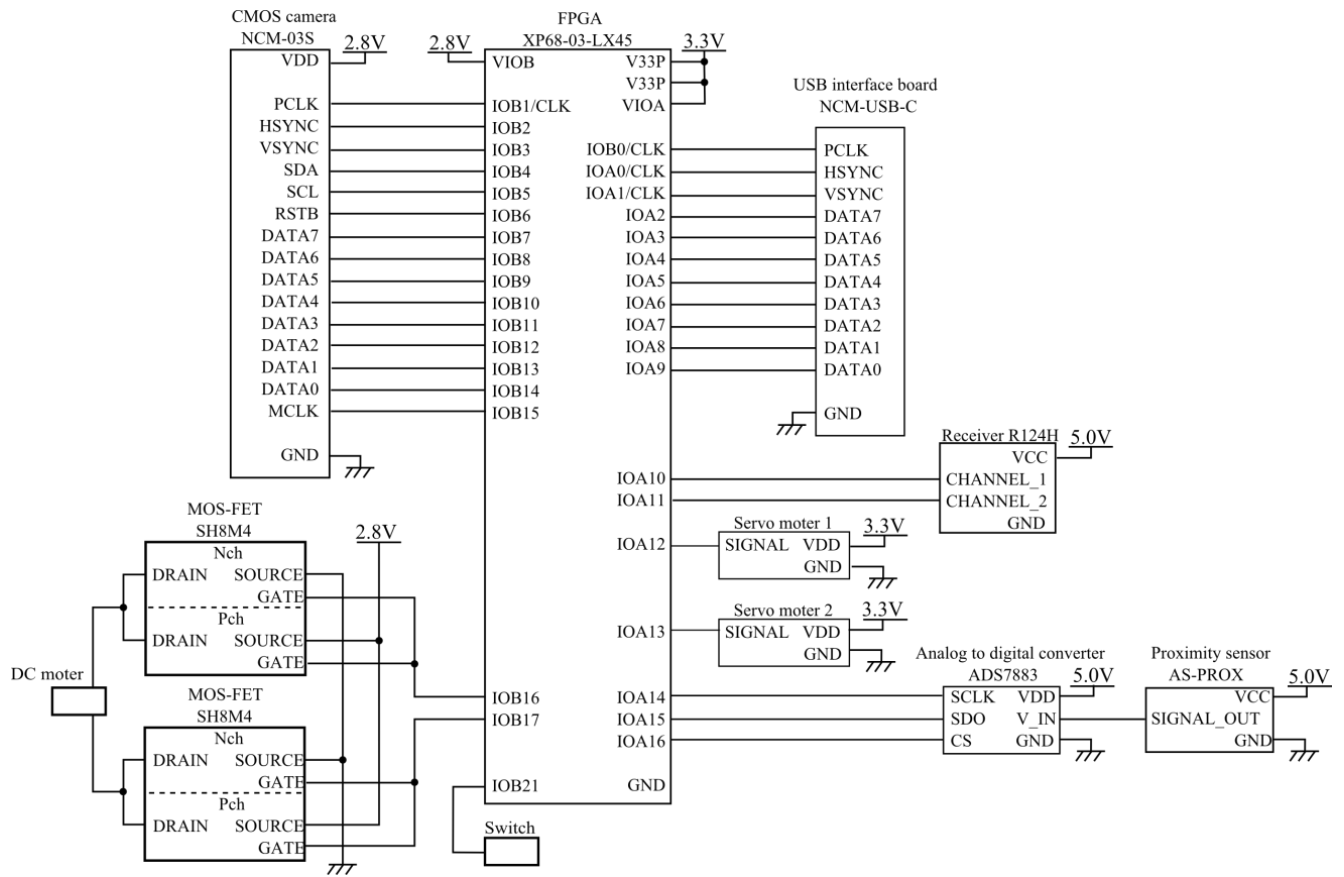 CMOS camera
NCM-03S
2.8V
VDD
PCLK
HSYNC
VSYNC
SDA
SCL
RSTB
DATA7
DATA6
DATA5
DATA4
DATA3
DATA2
DATA1
DATA0
MCLK
GND
FPGA
XP68-03-LX45
2.8V
3.3V
VIOB
IOB1/CLK
IOB2
IOB3
IOB4
IOB5
IOB6
IOB7
IOB8
IOB9
IOB10
IOB11
IOB12
IOB13
IOB14
IOB15
IOB16
IOB17
IOB21
V33P
V33P
VIOA
IOB0/CLK
IOA0/CLK
IOA1/CLK
IOA2
IOA3
IOA4
IOA5
IOA6
IOA7
IOA8
IOA9
IOA10
IOA11
IOA12
IOA13
IOA14
IOA15
IOA16
GND
USB interface board
NCM-USB-C
PCLK
HSYNC
VSYNC
DATA7
DATA6
DATA5
DATA4
DATA3
DATA2
DATA1
DATA0
GND
Receiver R124H
5.0V
VCC
CHANNEL_1
CHANNEL_2
GND
Servo moter 1
3.3V
SIGNAL VDD
GND
Servo moter 2
3.3V
SIGNAL VDD
GND
Analog to digital converter
ADS7883
5.0V
SCLK VDD
SDO V_IN
CS GND
Proximity sensor
AS-PROX
5.0V
VCC
SIGNAL_OUT
GND
MOS-FET
SH8M4
2.8V
Nch
DRAIN SOURCE
GATE
Pch
DRAIN SOURCE
GATE
DC moter
MOS-FET
SH8M4
Nch
DRAIN SOURCE
GATE
Pch
DRAIN SOURCE
GATE
Switch